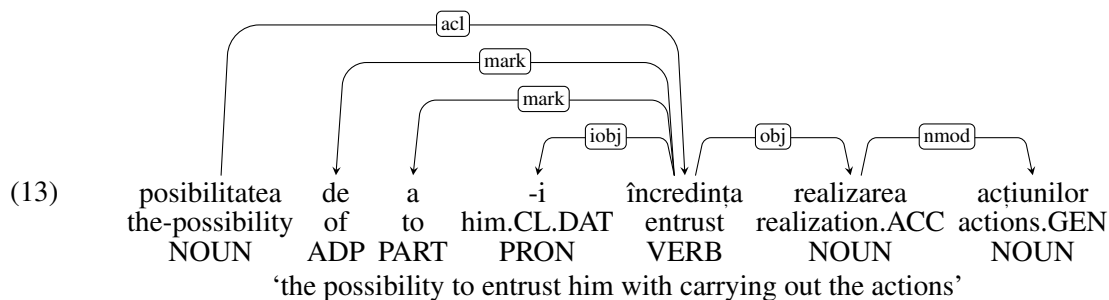 acl
mark
mark
iobj obj nmod
(13) posibilitatea de a -i încredința realizarea acțiunilor
the-possibility of to him.CL.DAT entrust realization.ACC actions.GEN
NOUN ADP PART PRON VERB NOUN NOUN
‘the possibility to entrust him with carrying out the actions’